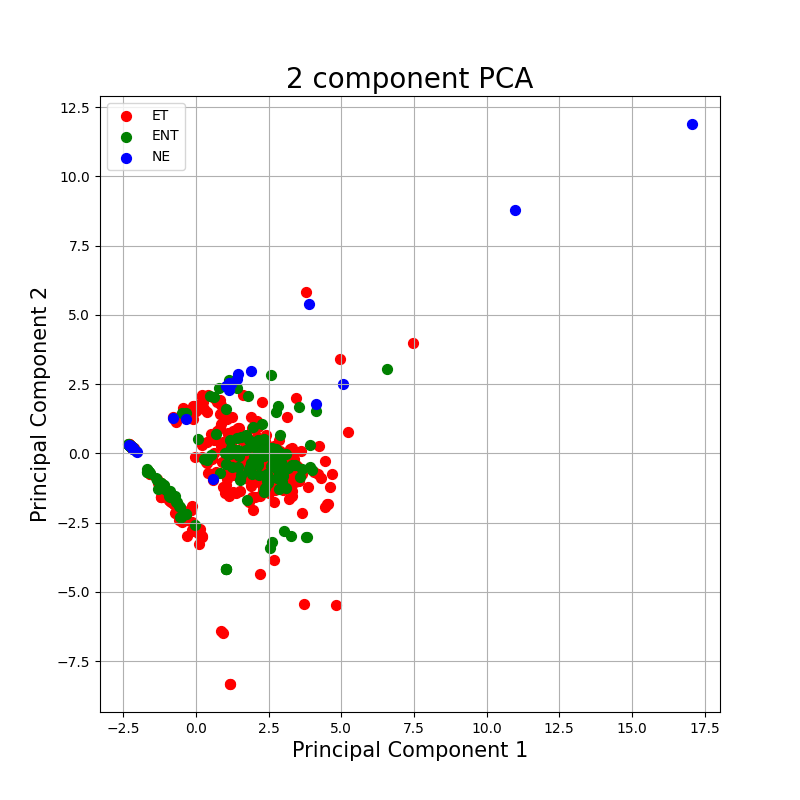 2 component PCA
ET
ENT
NE
12.5
10.0
7.5
5.0
2.5
0.0
−2.5
−5.0
−7.5
Principal Component 2
−2.5 0.0 2.5 5.0 7.5 10.0 12.5 15.0 17.5
Principal Component 1